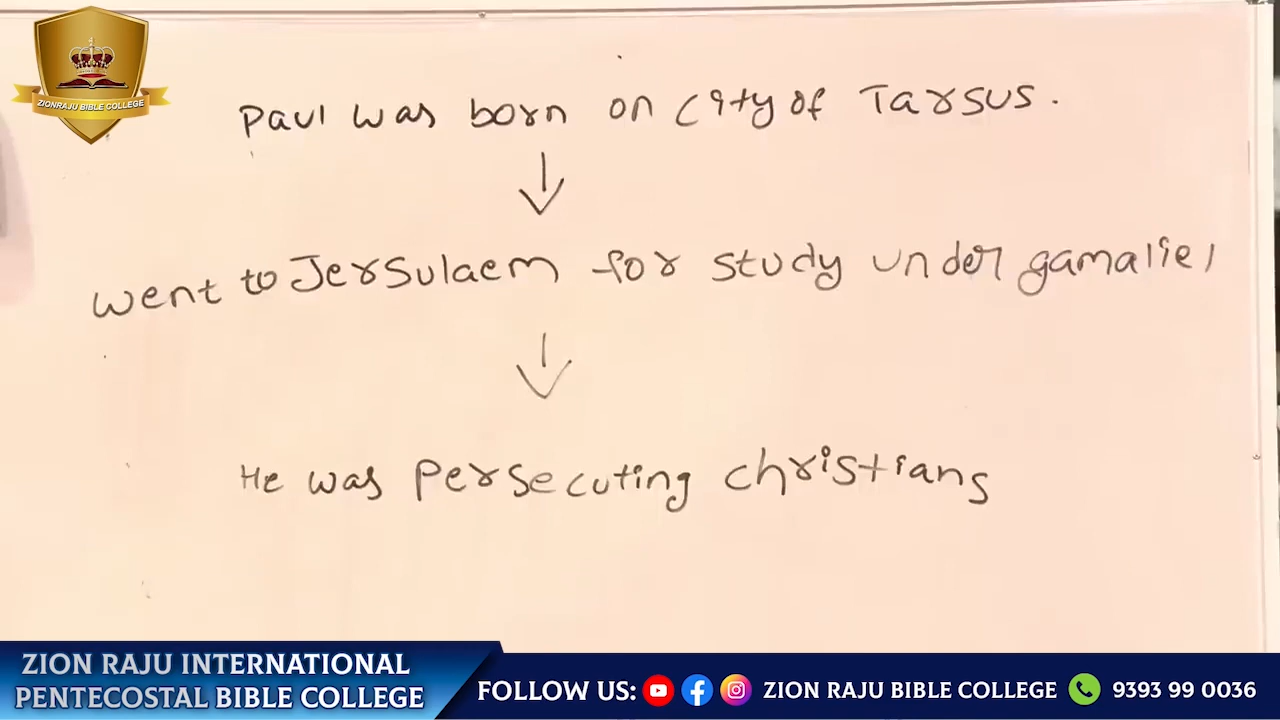 ZIONRAJU BIBLE COLLEGE
Paul was born on city of Tarsus.
went to Jersulaem for study under gamaliel
He was Persecuting christians
ZION RAJU INTERNATIONAL
PENTECOSTAL BIBLE COLLEGE
FOLLOW US: ZION RAJU BIBLE COLLEGE 9393 99 0036